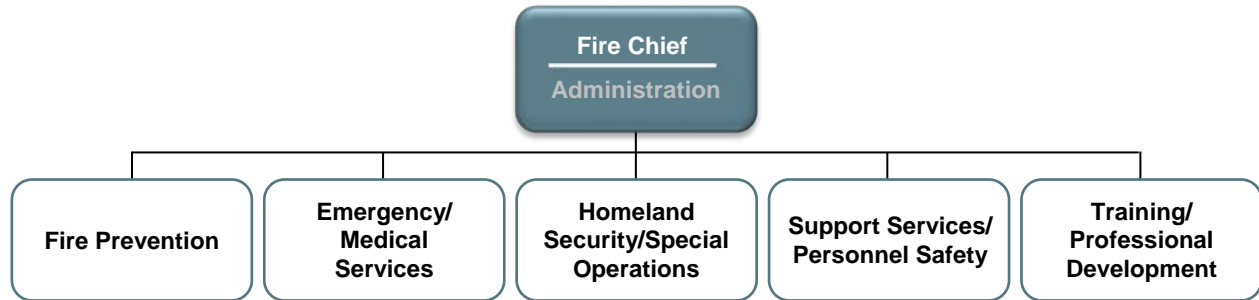 Fire Chief
Administration
Fire Prevention
Emergency/
Medical
Services
Homeland
Security/Special
Operations
Support Services/
Personnel Safety
Training/
Professional
Development